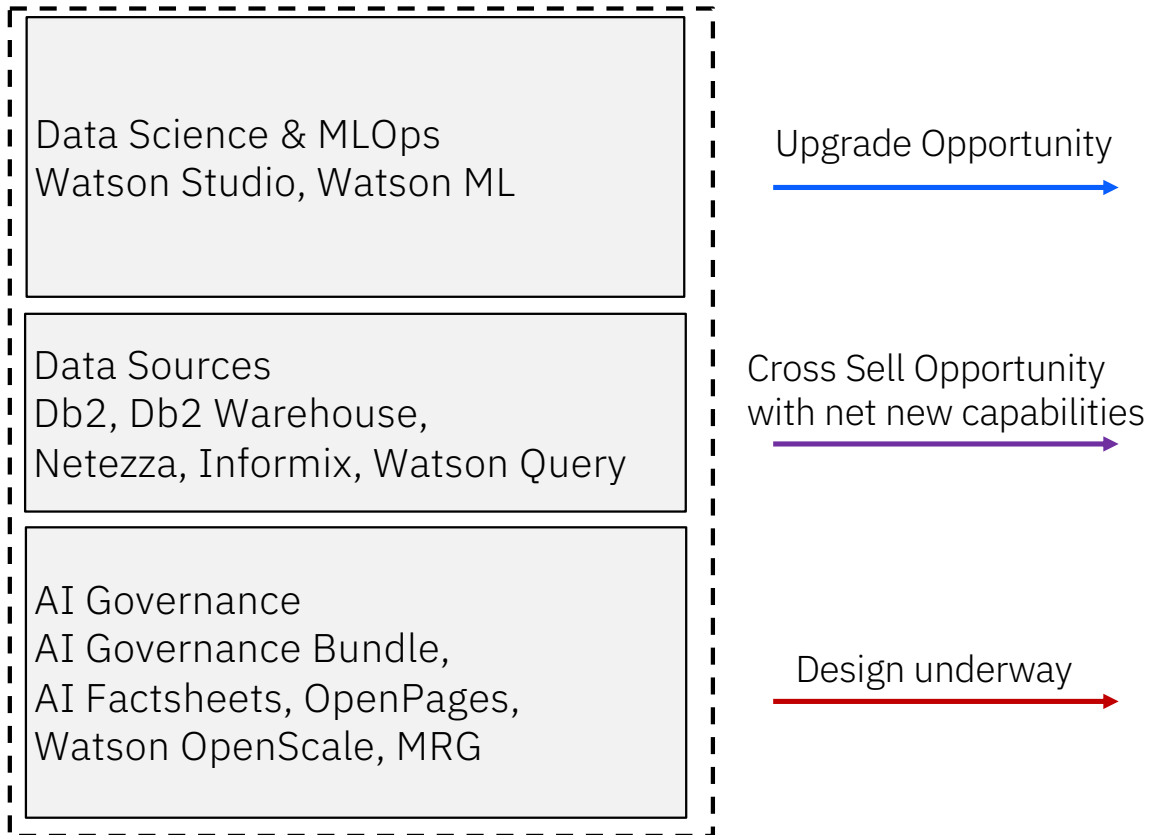 Data Science & MLOps
Watson Studio, Watson ML
Upgrade Opportunity
Data Sources
Db2, Db2 Warehouse,
Netezza, Informix, Watson Query
Cross Sell Opportunity
with net new capabilities
AI Governance
AI Governance Bundle,
AI Factsheets, OpenPages,
Watson OpenScale, MRG
Design underway